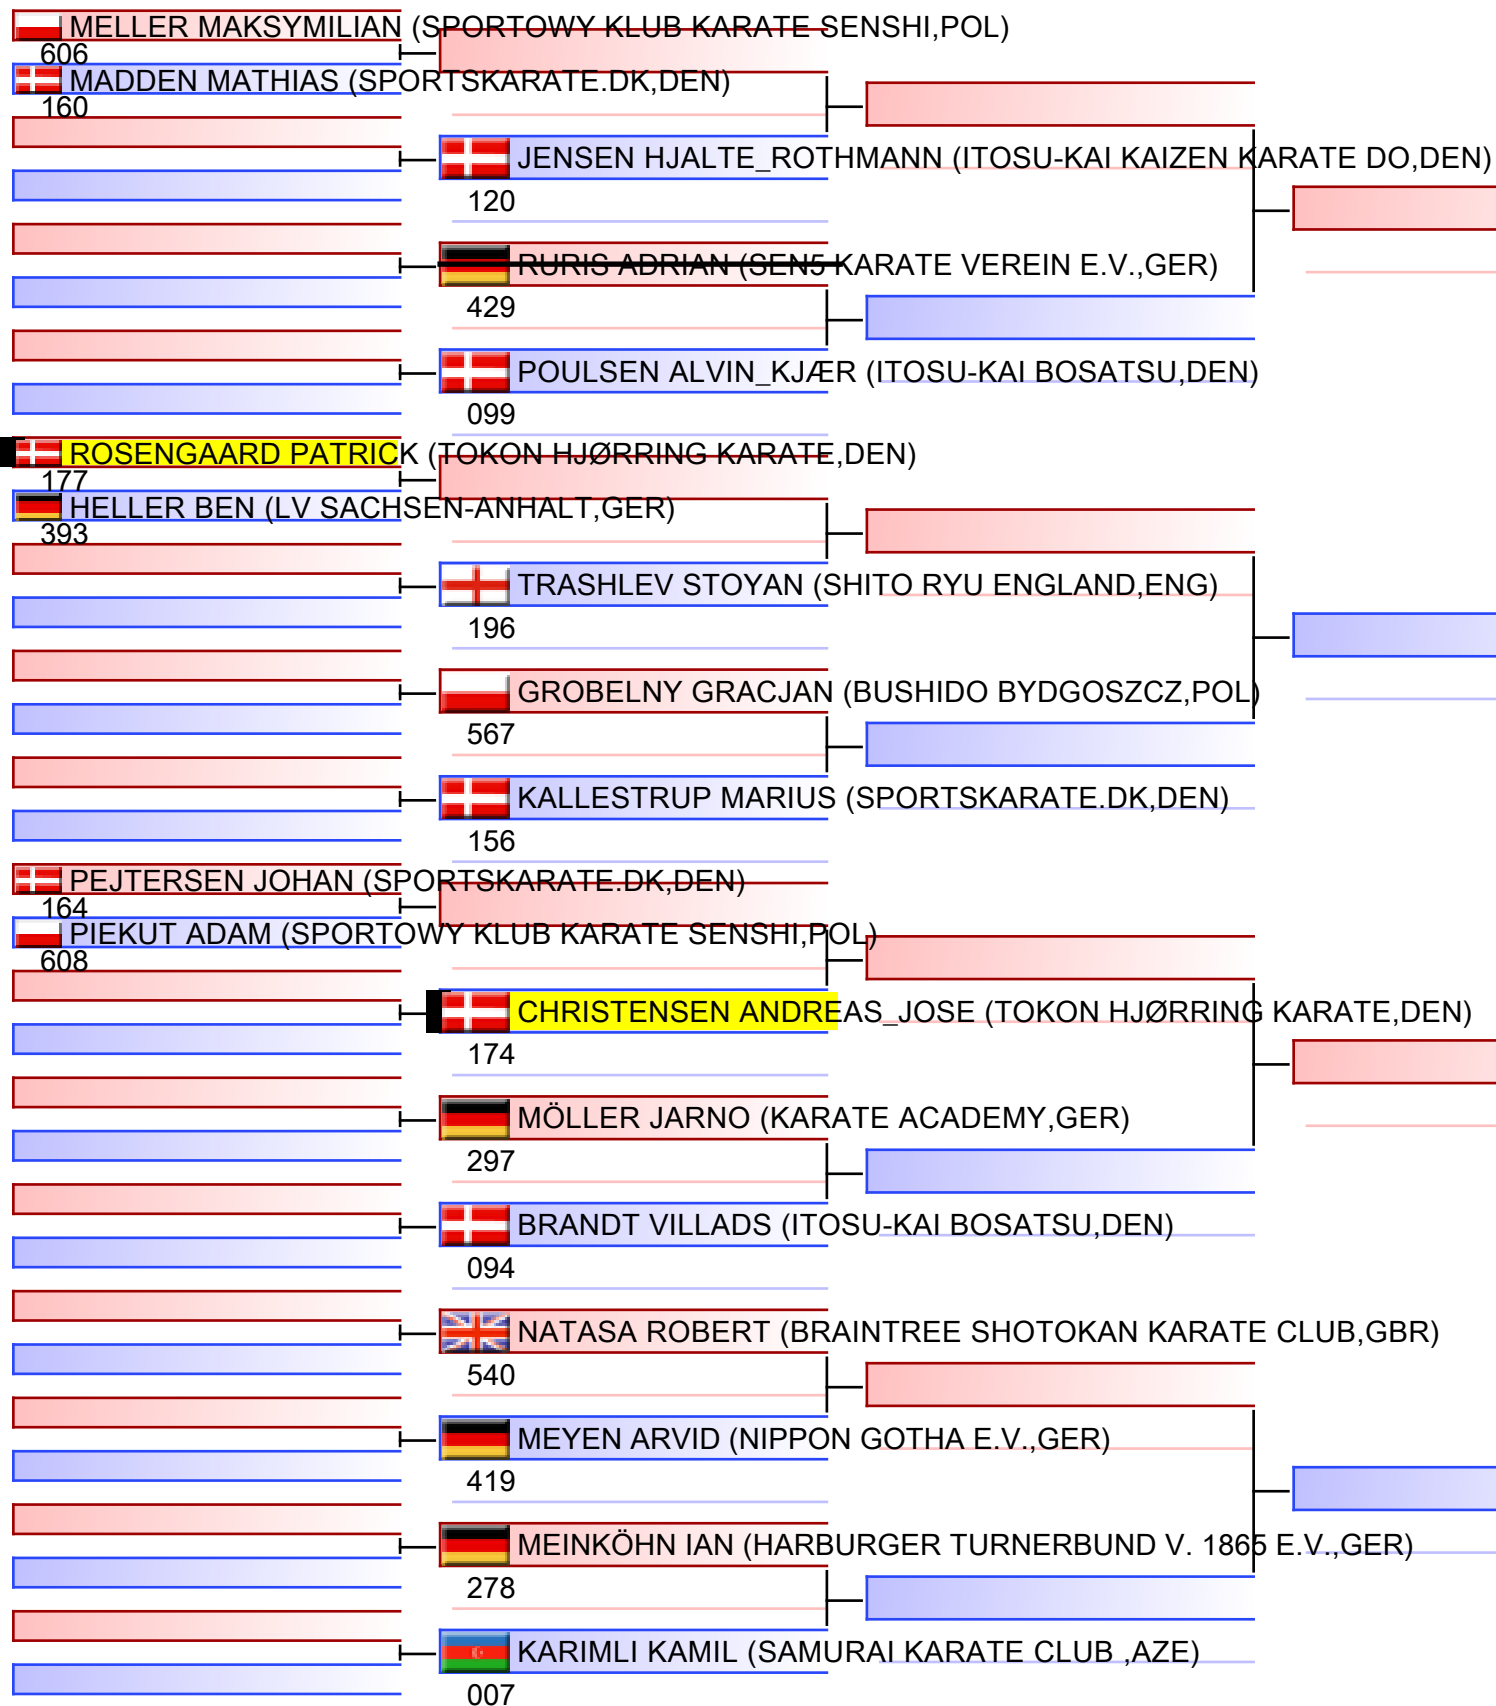 MELLER MAKSYMILIAN (SPORTOWY KLUB KARATE SENSHI,POL)
606
MADDEN MATHIAS (SPORTSKARATE.DK,DEN)
160
JENSEN HJALTE_ROTHMANN (ITOSU-KAI KAIZEN KARATE DO,DEN)
120
RURIS ADRIAN (SEN5 KARATE VEREIN E.V.,GER)
429
POULSEN ALVIN_KJÆR (ITOSU-KAI BOSATSU,DEN)
099
ROSENGAARD PATRICK (TOKON HJØRRING KARATE,DEN)
177
HELLER BEN (LV SACHSEN-ANHALT,GER)
393
TRASHLEV STOYAN (SHITO RYU ENGLAND,ENG)
196
GROBELNY GRACJAN (BUSHIDO BYDGOSZCZ,POL)
567
KALLESTRUP MARIUS (SPORTSKARATE.DK,DEN)
156
PEJTERSEN JOHAN (SPORTSKARATE.DK,DEN)
164
PIEKUT ADAM (SPORTOWY KLUB KARATE SENSHI,POL)
608
CHRISTENSEN ANDREAS_JOSE (TOKON HJØRRING KARATE,DEN)
174
MÖLLER JARNO (KARATE ACADEMY,GER)
297
BRANDT VILLADS (ITOSU-KAI BOSATSU,DEN)
094
NATASA ROBERT (BRAINTREE SHOTOKAN KARATE CLUB,GBR)
540
MEYEN ARVID (NIPPON GOTHA E.V.,GER)
419
MEINKÖHN IAN (HARBURGER TURNERBUND V. 1865 E.V.,GER)
278
KARIMLI KAMIL (SAMURAI KARATE CLUB ,AZE)
007